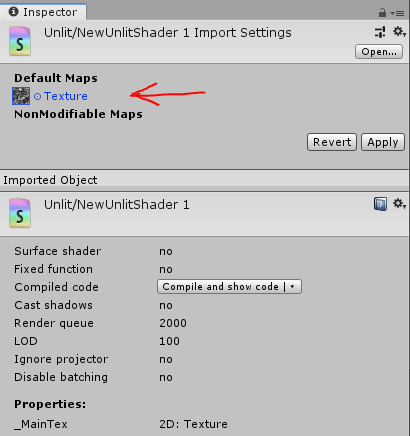 Inspector
Unlit/NewUnlitShader 1 Import Settings
Open...
S
Default Maps
Texture
NonModifiable Maps
Revert Apply
Imported Object
Unlit/NewUnlitShader 1
S
Surface shader no
Fixed function no
Compiled code Compile and show code
Cast shadows no
Render queue 2000
LOD 100
Ignore projector no
Disable batching no
Properties:
_MainTex 2D: Texture